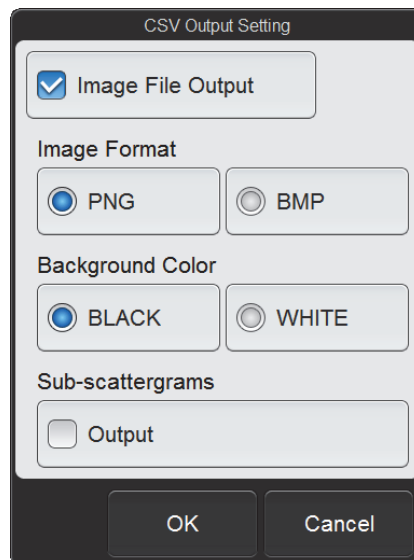 CSV Output Setting
Image File Output
Image Format
PNG
BMP
Background Color
BLACK
WHITE
Sub-scattergrams
Output
OK
Cancel